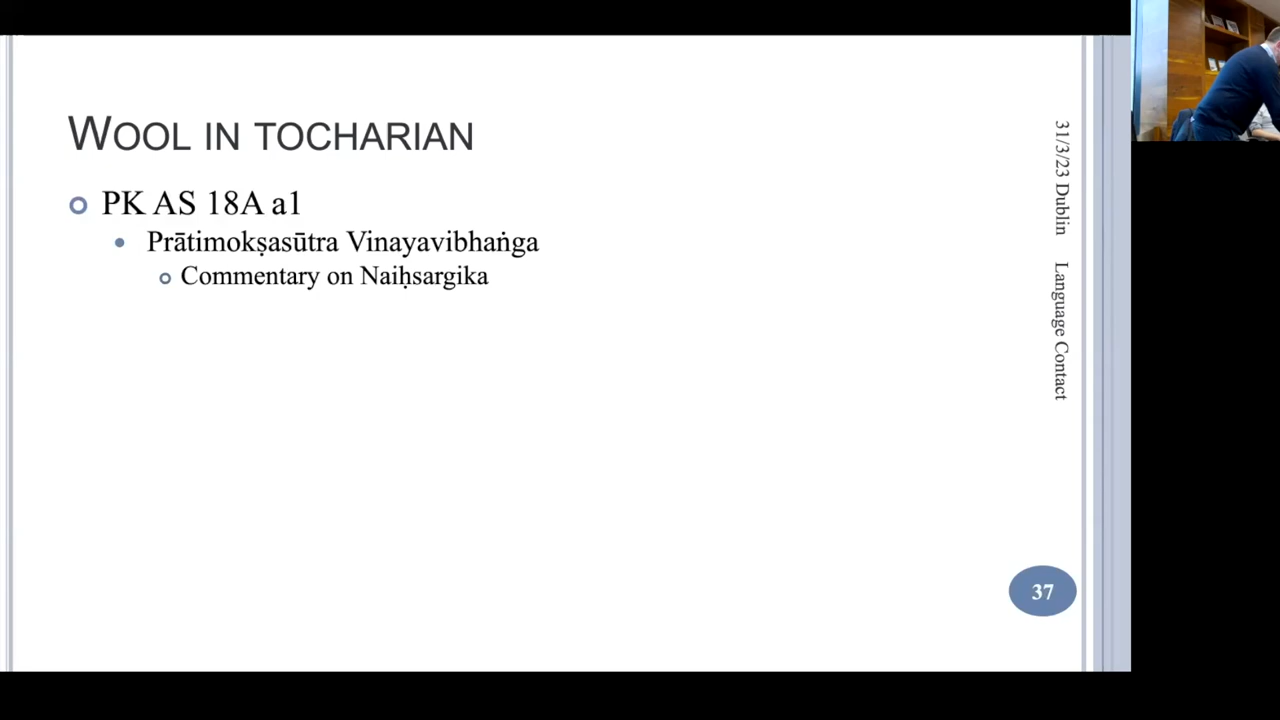 WOOL IN TOCHARIAN
PK AS 18A a1
Prātimokṣasūtra Vinayavibhaṅga
Commentary on Naiḥsargika
31/3/23 Dublin Language Contact
37